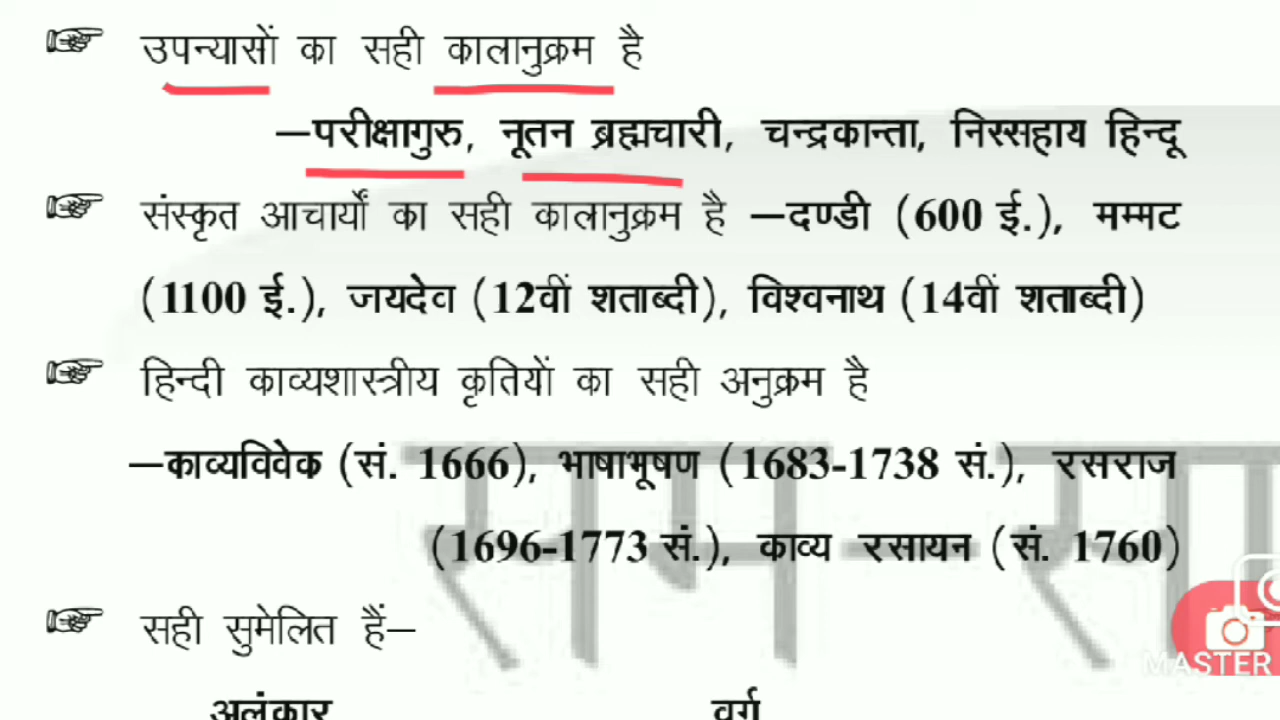 उपन्यासों का सही कालानुक्रम है
—परीक्षागुरु, नूतन ब्रह्मचारी, चन्द्रकान्ता, निस्सहाय हिन्दू
संस्कृत आचार्यों का सही कालानुक्रम है —दण्डी (600 ई.), मम्मट
(1100 ई.), जयदेव (12वीं शताब्दी), विश्वनाथ (14वीं शताब्दी)
हिन्दी काव्यशास्त्रीय कृतियों का सही अनुक्रम है
—काव्यविवेक (सं. 1666), भाषाभूषण (1683-1738 सं.), रसराज
(1696-1773 सं.), काव्य रसायन (सं. 1760)
सही सुमेलित हैं—
अलंकार वर्ग
MASTER